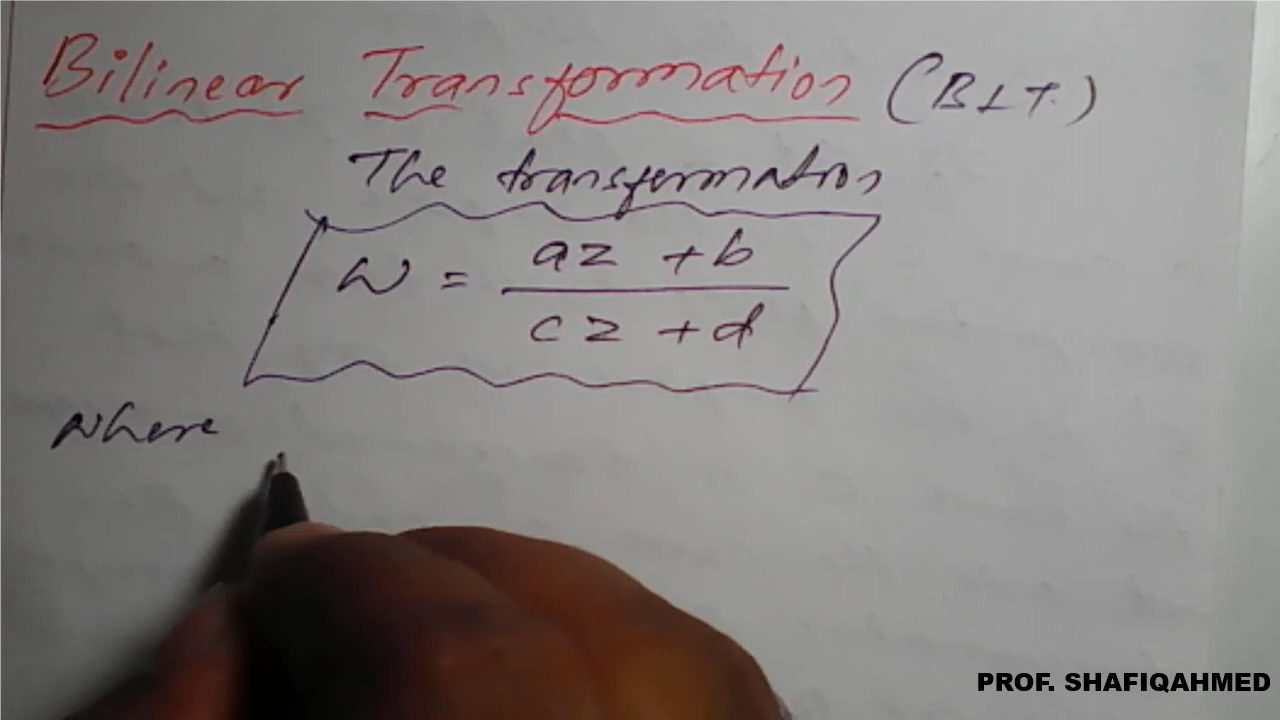 Bilinear Transformation (BLT)
The transformation
w = az + b
cz + d
where
PROF. SHAFIQAHMED